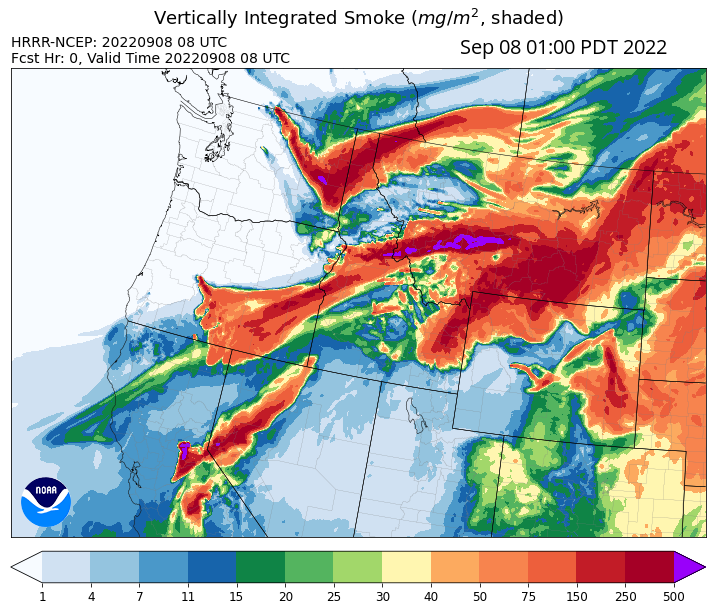 Vertically Integrated Smoke (mg/m², shaded)
HRRR-NCEP: 20220908 08 UTC
Sep 08 01:00 PDT 2022
Fcst Hr: 0, Valid Time 20220908 08 UTC
NOAA
1 4 7 11 15 20 25 30 40 50 75 150 250 500